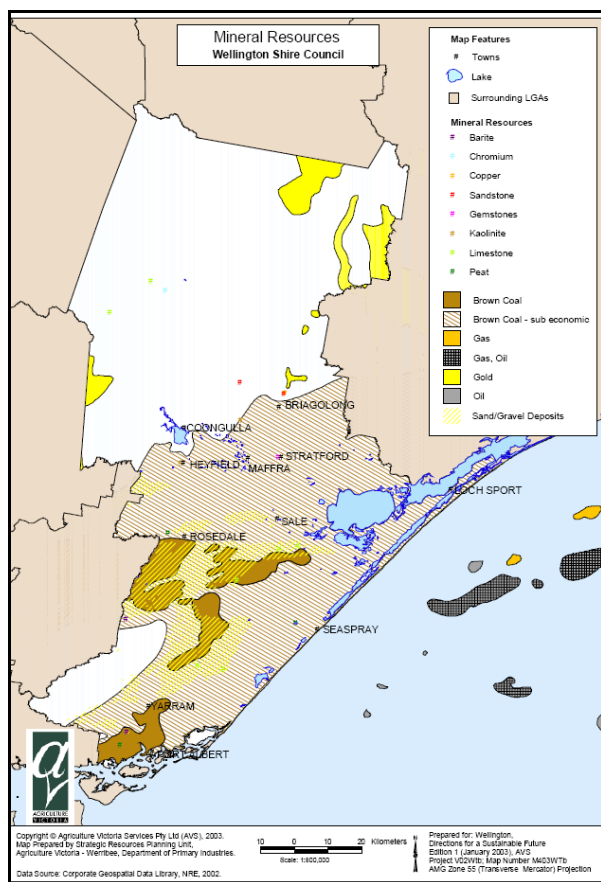 Mineral Resources
Wellington Shire Council
Map Features
Towns
Lake
Surrounding LGAs
Mineral Resources
Barite
Chromium
Copper
Sandstone
Gemstones
Kaolinite
Limestone
Peat
Brown Coal
Brown Coal - sub economic
Gas
Gas, Oil
Gold
Oil
Sand/Gravel Deposits
BRIAGOLONG
COONGULLA
STRATFORD
HEYFIELD
MAFFRA
LOCH SPORT
SALE
ROSEDALE
SEASPRAY
YARRAM
PORT ALBERT
AGRICULTURE
VICTORIA
Copyright © Agriculture Victoria Services Pty Ltd (AVS), 2003.
Map Prepared by Strategic Resources Planning Unit,
Agriculture Victoria - Werribee, Department of Primary Industries.
Data Source: Corporate Geospatial Data Library, NRE, 2002.
10 0 10 20 Kilometers
Scale: 1:800,000
Prepared for: Wellington,
Directions for a Sustainable Future
Edition 1 (January 2003), AVS
Project V02Wfb; Map Number M403WTb
AMG Zone 55 (Transverse Mercator) Projection